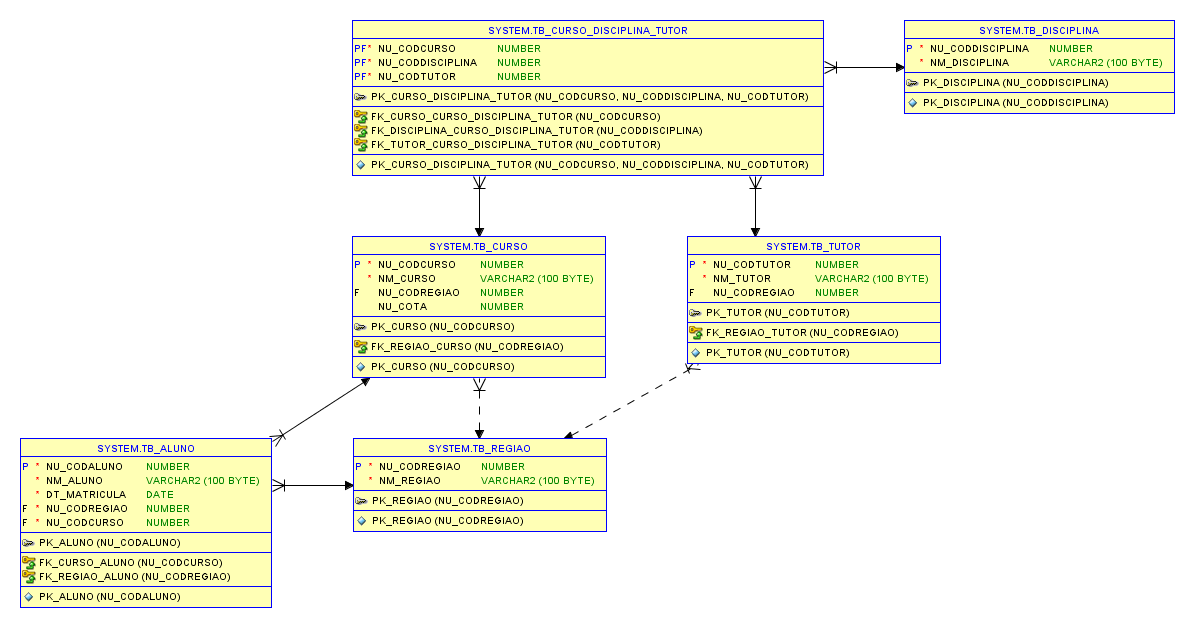 SYSTEM.TB_CURSO_DISCIPLINA_TUTOR
PF* NU_CODCURSO NUMBER
PF* NU_CODDISCIPLINA NUMBER
PF* NU_CODTUTOR NUMBER
PK_CURSO_DISCIPLINA_TUTOR (NU_CODCURSO, NU_CODDISCIPLINA, NU_CODTUTOR)
FK_CURSO_CURSO_DISCIPLINA_TUTOR (NU_CODCURSO)
FK_DISCIPLINA_CURSO_DISCIPLINA_TUTOR (NU_CODDISCIPLINA)
FK_TUTOR_CURSO_DISCIPLINA_TUTOR (NU_CODTUTOR)
PK_CURSO_DISCIPLINA_TUTOR (NU_CODCURSO, NU_CODDISCIPLINA, NU_CODTUTOR)
SYSTEM.TB_DISCIPLINA
P * NU_CODDISCIPLINA NUMBER
* NM_DISCIPLINA VARCHAR2 (100 BYTE)
PK_DISCIPLINA (NU_CODDISCIPLINA)
PK_DISCIPLINA (NU_CODDISCIPLINA)
SYSTEM.TB_CURSO
P * NU_CODCURSO NUMBER
* NM_CURSO VARCHAR2 (100 BYTE)
F NU_CODREGIAO NUMBER
NU_COTA NUMBER
PK_CURSO (NU_CODCURSO)
FK_REGIAO_CURSO (NU_CODREGIAO)
PK_CURSO (NU_CODCURSO)
SYSTEM.TB_TUTOR
P * NU_CODTUTOR NUMBER
* NM_TUTOR VARCHAR2 (100 BYTE)
F NU_CODREGIAO NUMBER
PK_TUTOR (NU_CODTUTOR)
FK_REGIAO_TUTOR (NU_CODREGIAO)
PK_TUTOR (NU_CODTUTOR)
SYSTEM.TB_ALUNO
P * NU_CODALUNO NUMBER
* NM_ALUNO VARCHAR2 (100 BYTE)
* DT_MATRICULA DATE
F * NU_CODREGIAO NUMBER
F * NU_CODCURSO NUMBER
PK_ALUNO (NU_CODALUNO)
FK_CURSO_ALUNO (NU_CODCURSO)
FK_REGIAO_ALUNO (NU_CODREGIAO)
PK_ALUNO (NU_CODALUNO)
SYSTEM.TB_REGIAO
P * NU_CODREGIAO NUMBER
* NM_REGIAO VARCHAR2 (100 BYTE)
PK_REGIAO (NU_CODREGIAO)
PK_REGIAO (NU_CODREGIAO)